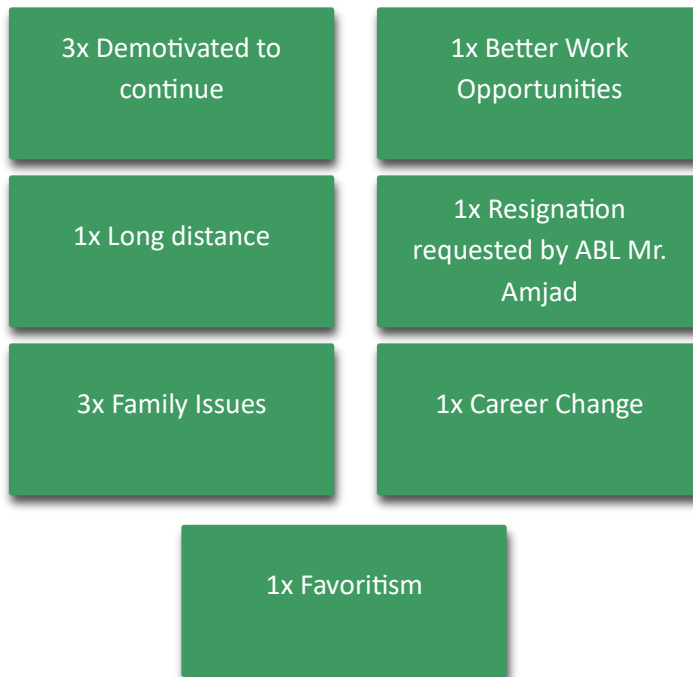 3x Demotivated to
continue
1x Better Work
Opportunities
1x Long distance
1x Resignation
requested by ABL Mr.
Amjad
3x Family Issues
1x Career Change
1x Favoritism